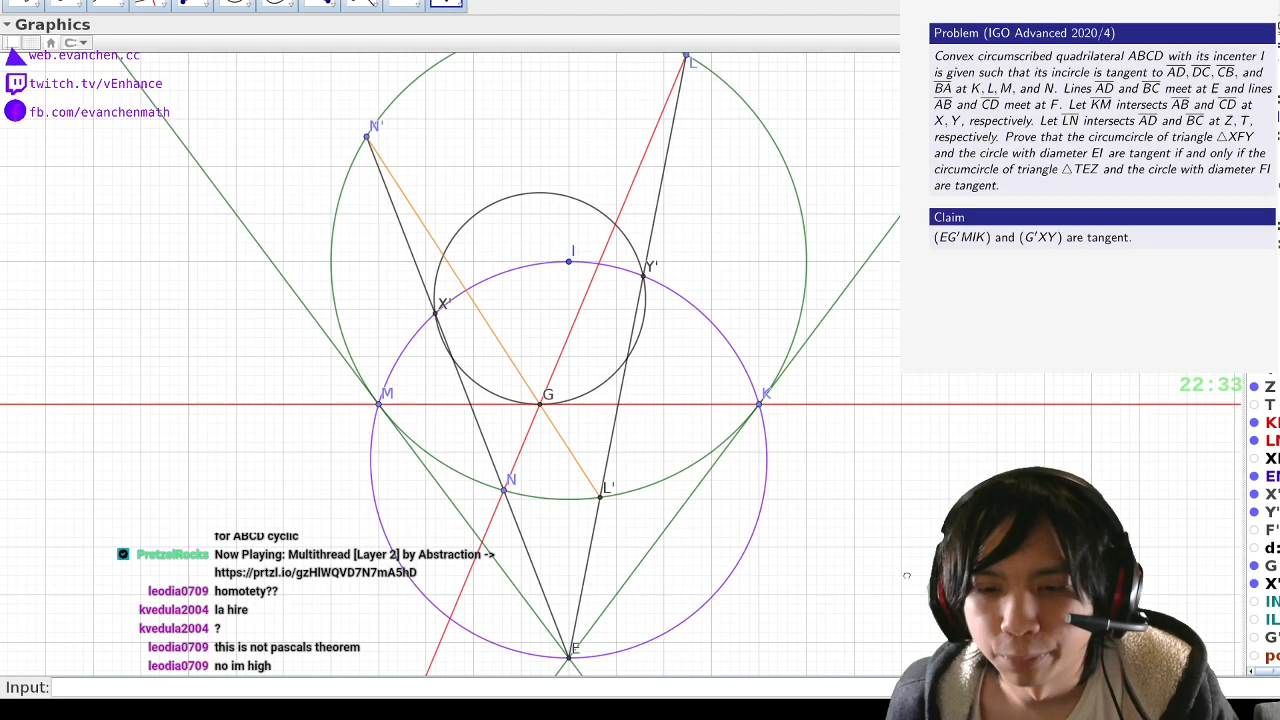 Graphics
web.evanchen.cc
twitch.tv/vEnhance
fb.com/evanchenmath
Problem (IGO Advanced 2020/4)
Convex circumscribed quadrilateral ABCD with its incenter I
is given such that its incircle is tangent to AD, DC, CB, and
BA at K, L, M, and N. Lines AD and BC meet at E and lines
AB and CD meet at F. Let KM intersects AB and CD at
X, Y, respectively. Let LN intersects AD and BC at Z, T,
respectively. Prove that the circumcircle of triangle △XFY
and the circle with diameter EI are tangent if and only if the
circumcircle of triangle △TEZ and the circle with diameter FI
are tangent.
Claim
(EG′MIK) and (G′XY) are tangent.
L
N'
I
Y'
X'
M
G
K
N
L'
E
22:33
Z
T
G
for ABCD cyclic
PretzelRocks Now Playing: Multithread [Layer 2] by Abstraction ->
https://prtzl.io/gzHlWQVD7N7mA5hD
leodia0709 homotety??
kvedula2004 la hire
kvedula2004 ?
leodia0709 this is not pascals theorem
leodia0709 no im high
Input: